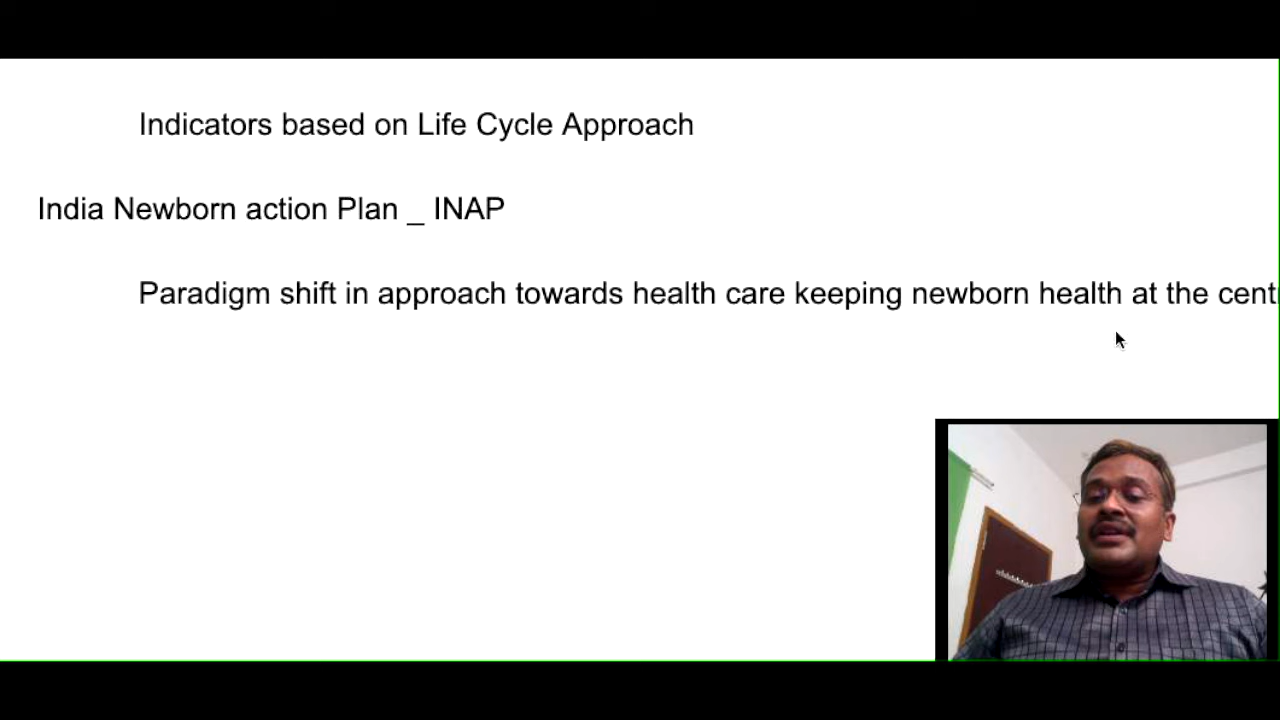 Indicators based on Life Cycle Approach
India Newborn action Plan _ INAP
Paradigm shift in approach towards health care keeping newborn health at the cent